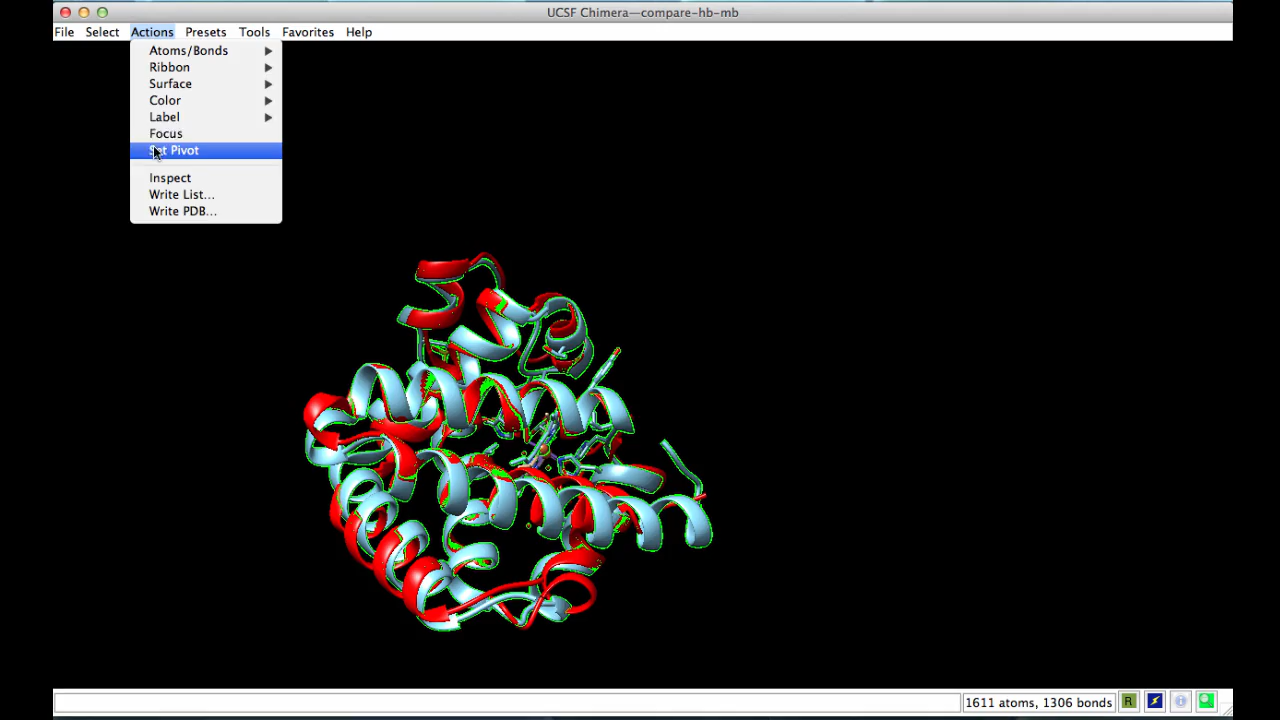 UCSF Chimera—compare-hb-mb
File Select Actions Presets Tools Favorites Help
Atoms/Bonds
Ribbon
Surface
Color
Label
Focus
Set Pivot
Inspect
Write List...
Write PDB...
1611 atoms, 1306 bonds
R